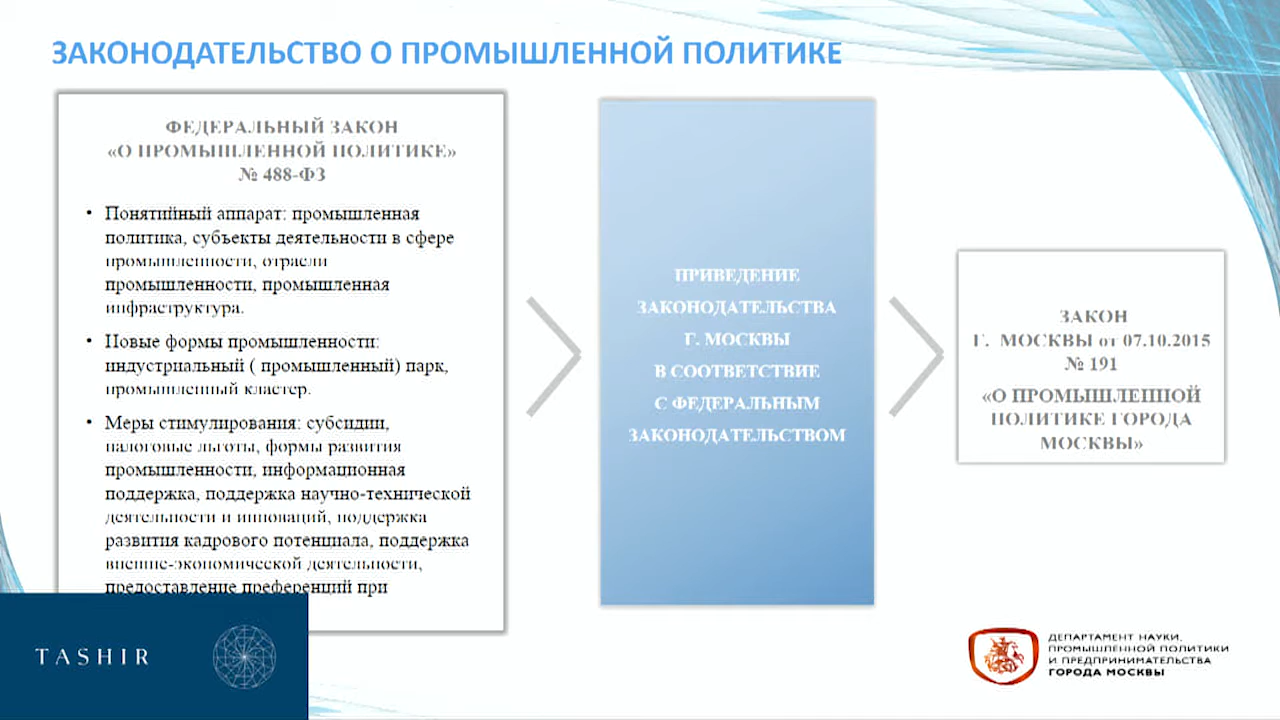 ЗАКОНОДАТЕЛЬСТВО О ПРОМЫШЛЕННОЙ ПОЛИТИКЕ
ФЕДЕРАЛЬНЫЙ ЗАКОН
«О ПРОМЫШЛЕННОЙ ПОЛИТИКЕ»
№ 488-ФЗ
• Понятийный аппарат: промышленная
политика, субъекты деятельности в сфере
промышленности, отрасли
промышленности, промышленная
инфраструктура.
• Новые формы промышленности:
индустриальный ( промышленный) парк,
промышленный кластер.
• Меры стимулирования: субсидии,
налоговые льготы, формы развития
промышленности, информационная
поддержка, поддержка научно-технической
деятельности и инноваций, поддержка
развития кадрового потенциала, поддержка
внешне-экономической деятельности,
предоставление преференций при
ПРИВЕДЕНИЕ
ЗАКОНОДАТЕЛЬСТВА
Г. МОСКВЫ
В СООТВЕТСТВИЕ
С ФЕДЕРАЛЬНЫМ
ЗАКОНОДАТЕЛЬСТВОМ
ЗАКОН
Г. МОСКВЫ от 07.10.2015
№ 191
«О ПРОМЫШЛЕННОЙ
ПОЛИТИКЕ ГОРОДА
МОСКВЫ»
TASHIR
ДЕПАРТАМЕНТ НАУКИ,
ПРОМЫШЛЕННОЙ ПОЛИТИКИ
И ПРЕДПРИНИМАТЕЛЬСТВА
ГОРОДА МОСКВЫ